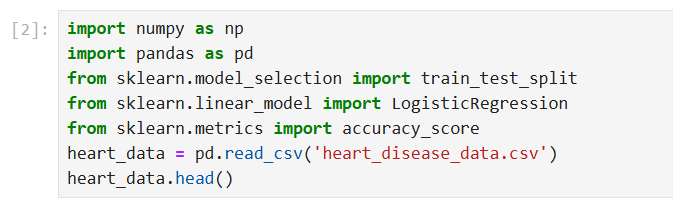 [2]:
import numpy as np
import pandas as pd
from sklearn.model_selection import train_test_split
from sklearn.linear_model import LogisticRegression
from sklearn.metrics import accuracy_score
heart_data = pd.read_csv('heart_disease_data.csv')
heart_data.head()